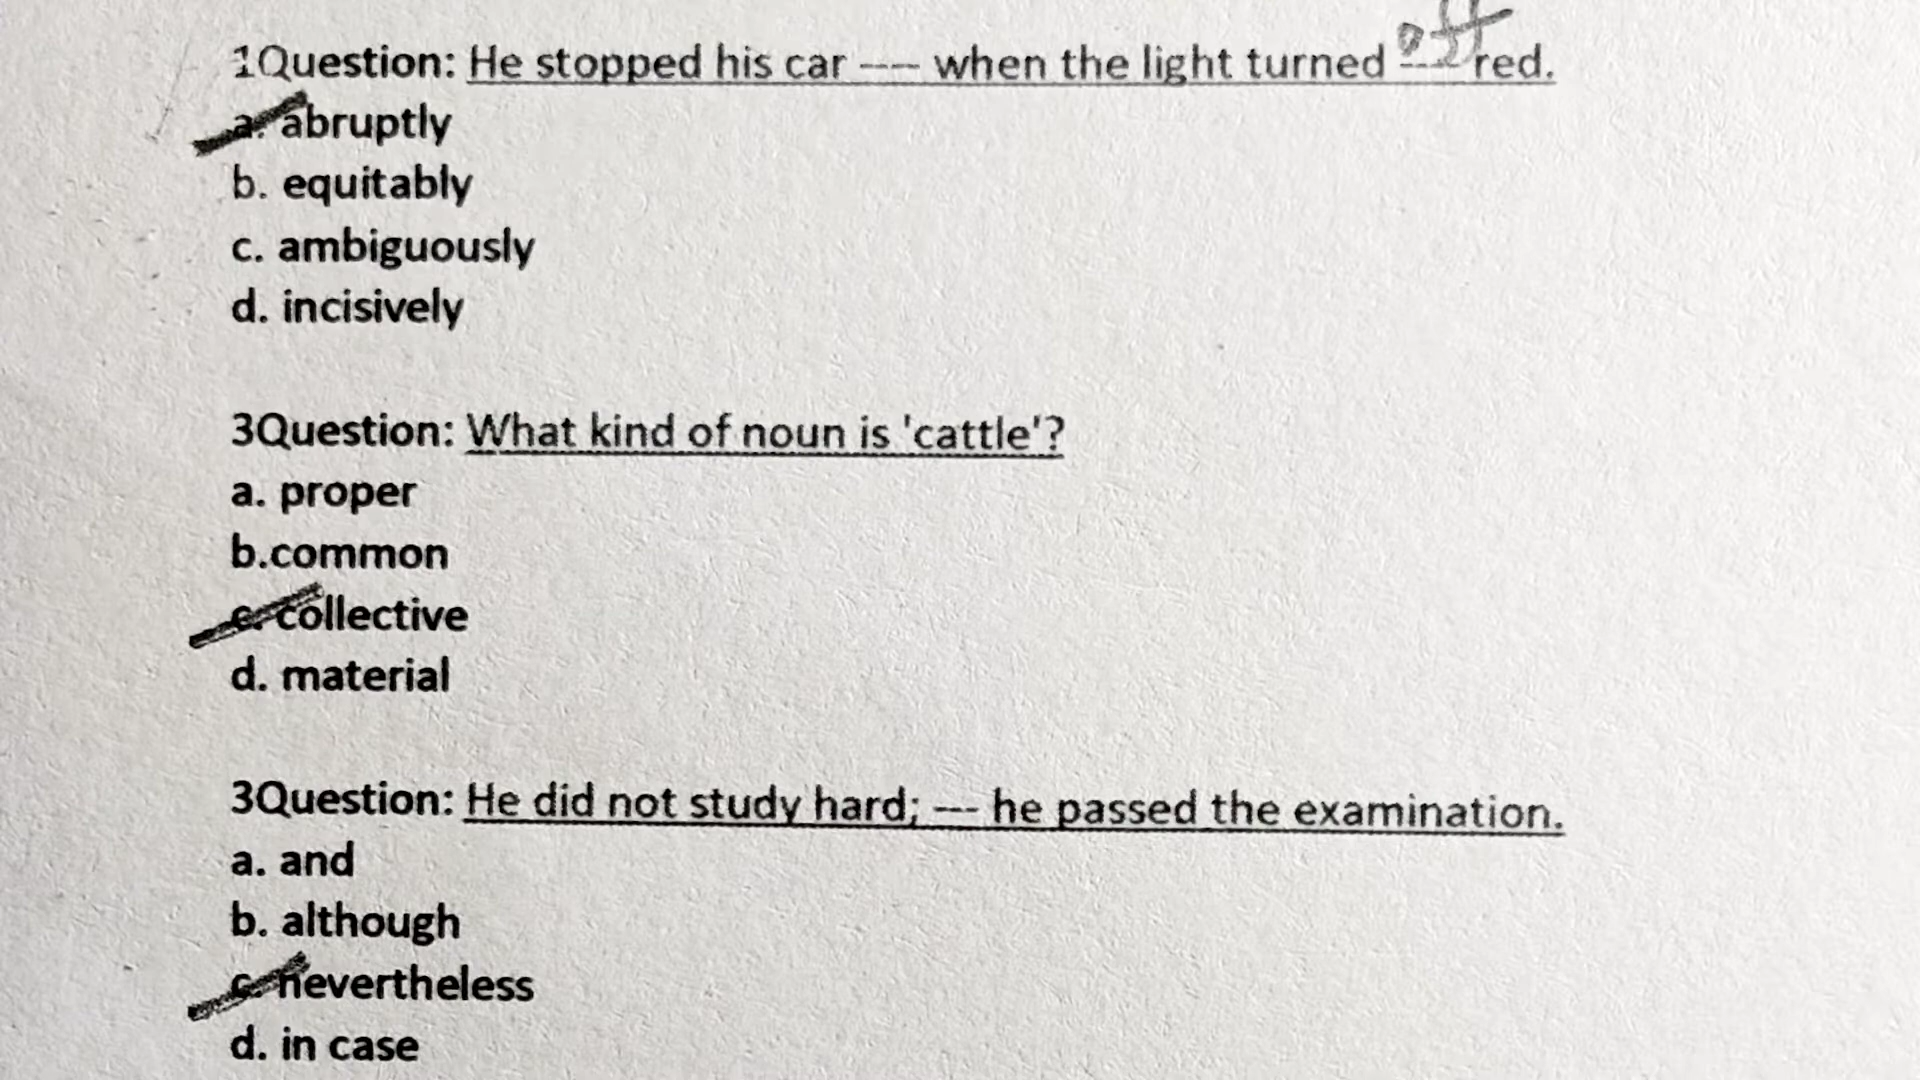 off
1Question: He stopped his car ---- when the light turned --- red.
a. abruptly
b. equitably
c. ambiguously
d. incisively
3Question: What kind of noun is 'cattle'?
a. proper
b.common
c. collective
d. material
3Question: He did not study hard; --- he passed the examination.
a. and
b. although
c. nevertheless
d. in case